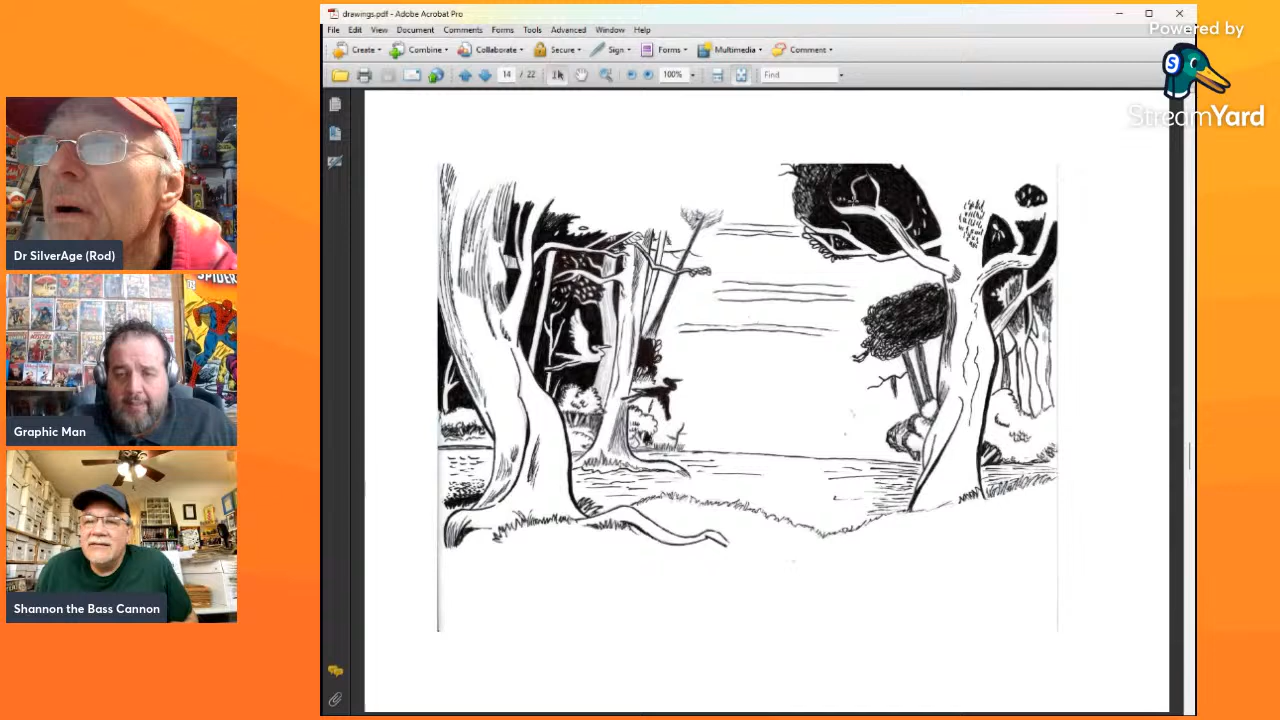 drawings.pdf - Adobe Acrobat Pro
File Edit View Document Comments Forms Tools Advanced Window Help
Create Combine Collaborate Secure Sign Forms Multimedia Comment
14 / 22 100% Find
Powered by
StreamYard
Dr SilverAge (Rod)
SPIDER
Graphic Man
Shannon the Bass Cannon